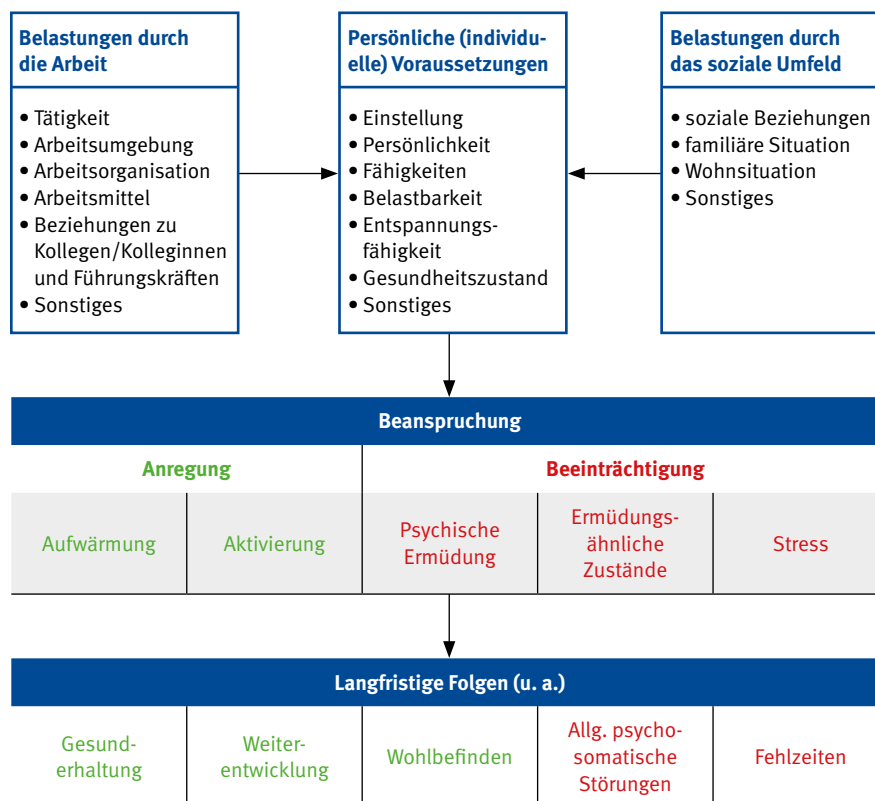 Belastungen durch
die Arbeit
• Tätigkeit
• Arbeitsumgebung
• Arbeitsorganisation
• Arbeitsmittel
• Beziehungen zu
Kollegen/Kolleginnen
und Führungskräften
• Sonstiges
Persönliche (individu-
elle) Voraussetzungen
• Einstellung
• Persönlichkeit
• Fähigkeiten
• Belastbarkeit
• Entspannungs-
fähigkeit
• Gesundheitszustand
• Sonstiges
Belastungen durch
das soziale Umfeld
• soziale Beziehungen
• familiäre Situation
• Wohnsituation
• Sonstiges
Beanspruchung
Anregung
Beeinträchtigung
Aufwärmung
Aktivierung
Psychische
Ermüdung
Ermüdungs-
ähnliche
Zustände
Stress
Langfristige Folgen (u. a.)
Gesund-
erhaltung
Weiter-
entwicklung
Wohlbefinden
Allg. psycho-
somatische
Störungen
Fehlzeiten